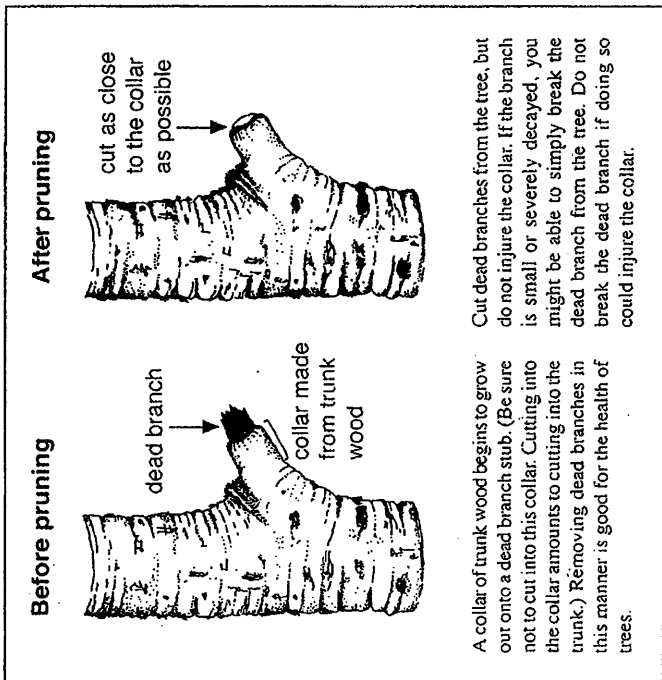 Before pruning
dead branch
collar made
from trunk
wood
A collar of trunk wood begins to grow
out onto a dead branch stub. (Be sure
not to cut into this collar. Cutting into
the collar amounts to cutting into the
trunk.) Removing dead branches in
this manner is good for the health of
trees.
After pruning
cut as close
to the collar
as possible
Cut dead branches from the tree, but
do not injure the collar. If the branch
is small or severely decayed, you
might be able to simply break the
dead branch from the tree. Do not
break the dead branch if doing so
could injure the collar.